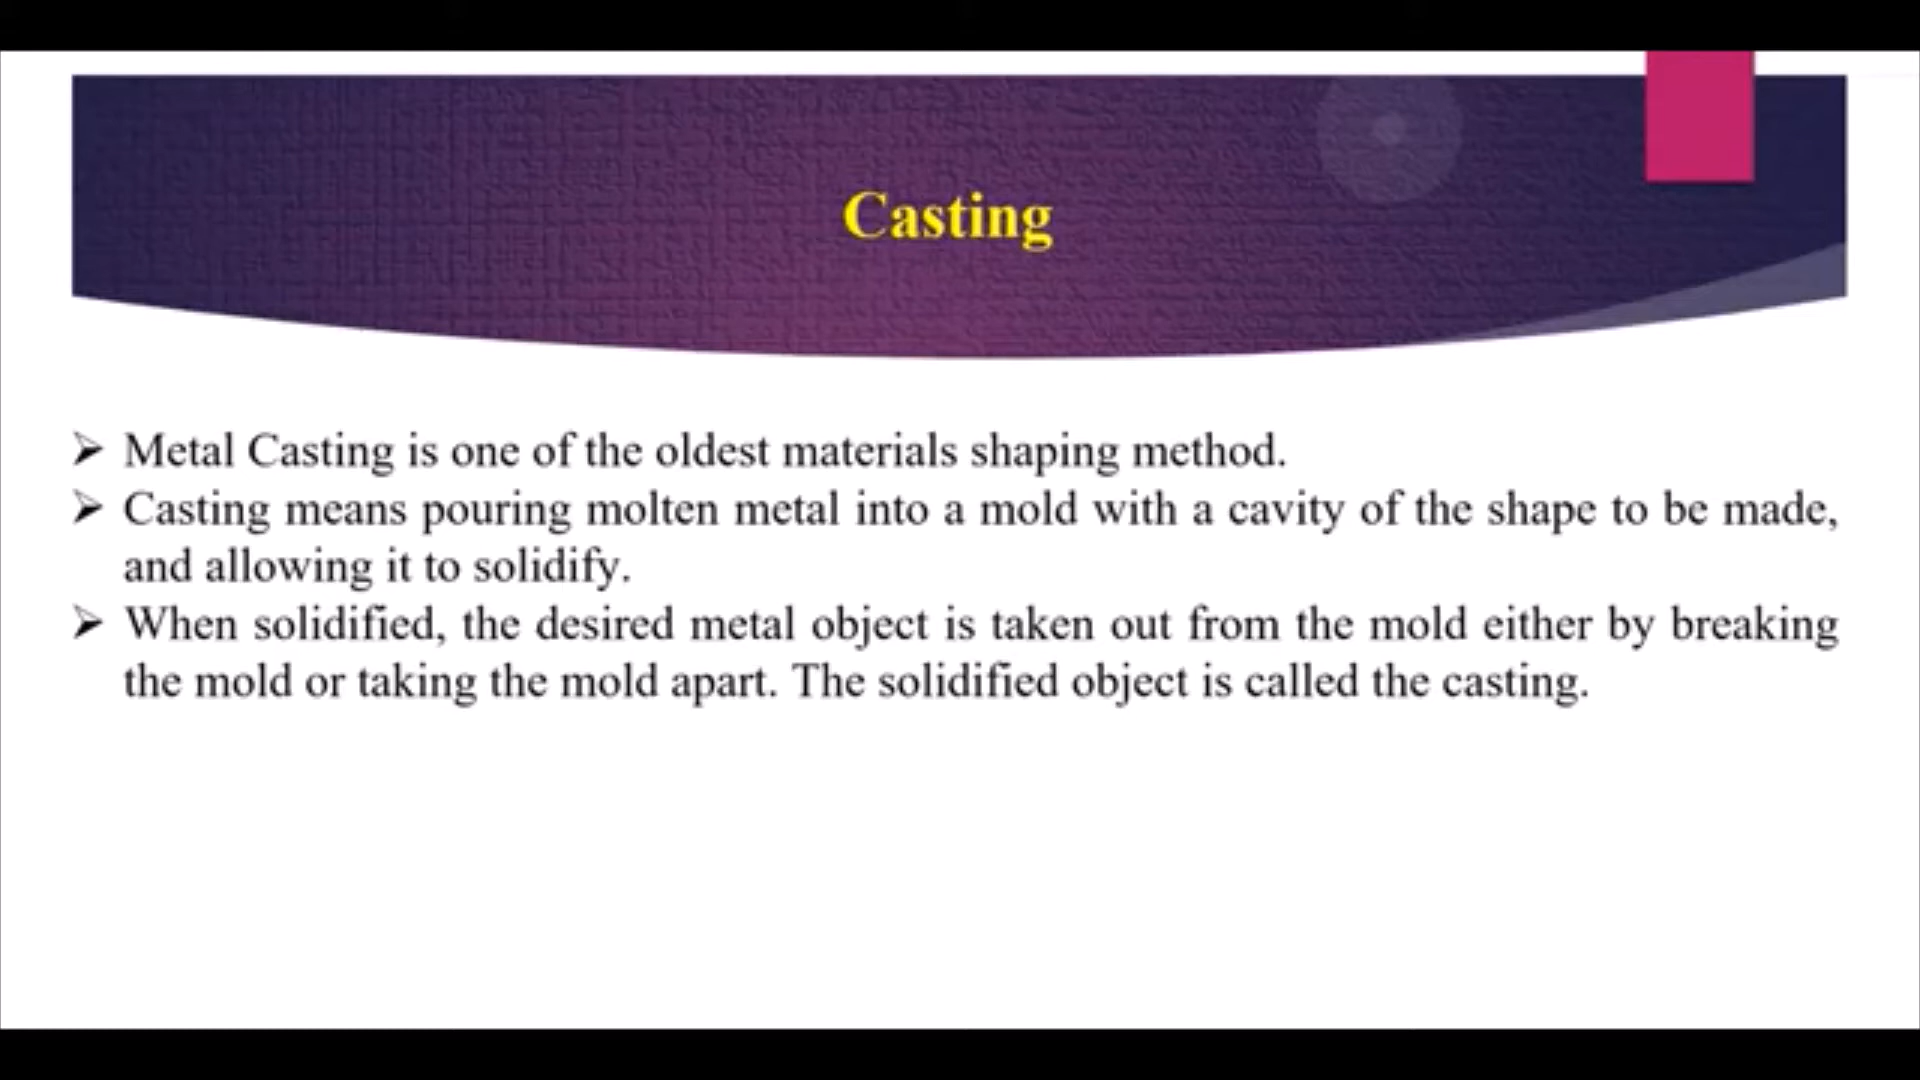 Casting
➢ Metal Casting is one of the oldest materials shaping method.
➢ Casting means pouring molten metal into a mold with a cavity of the shape to be made,
and allowing it to solidify.
➢ When solidified, the desired metal object is taken out from the mold either by breaking
the mold or taking the mold apart. The solidified object is called the casting.